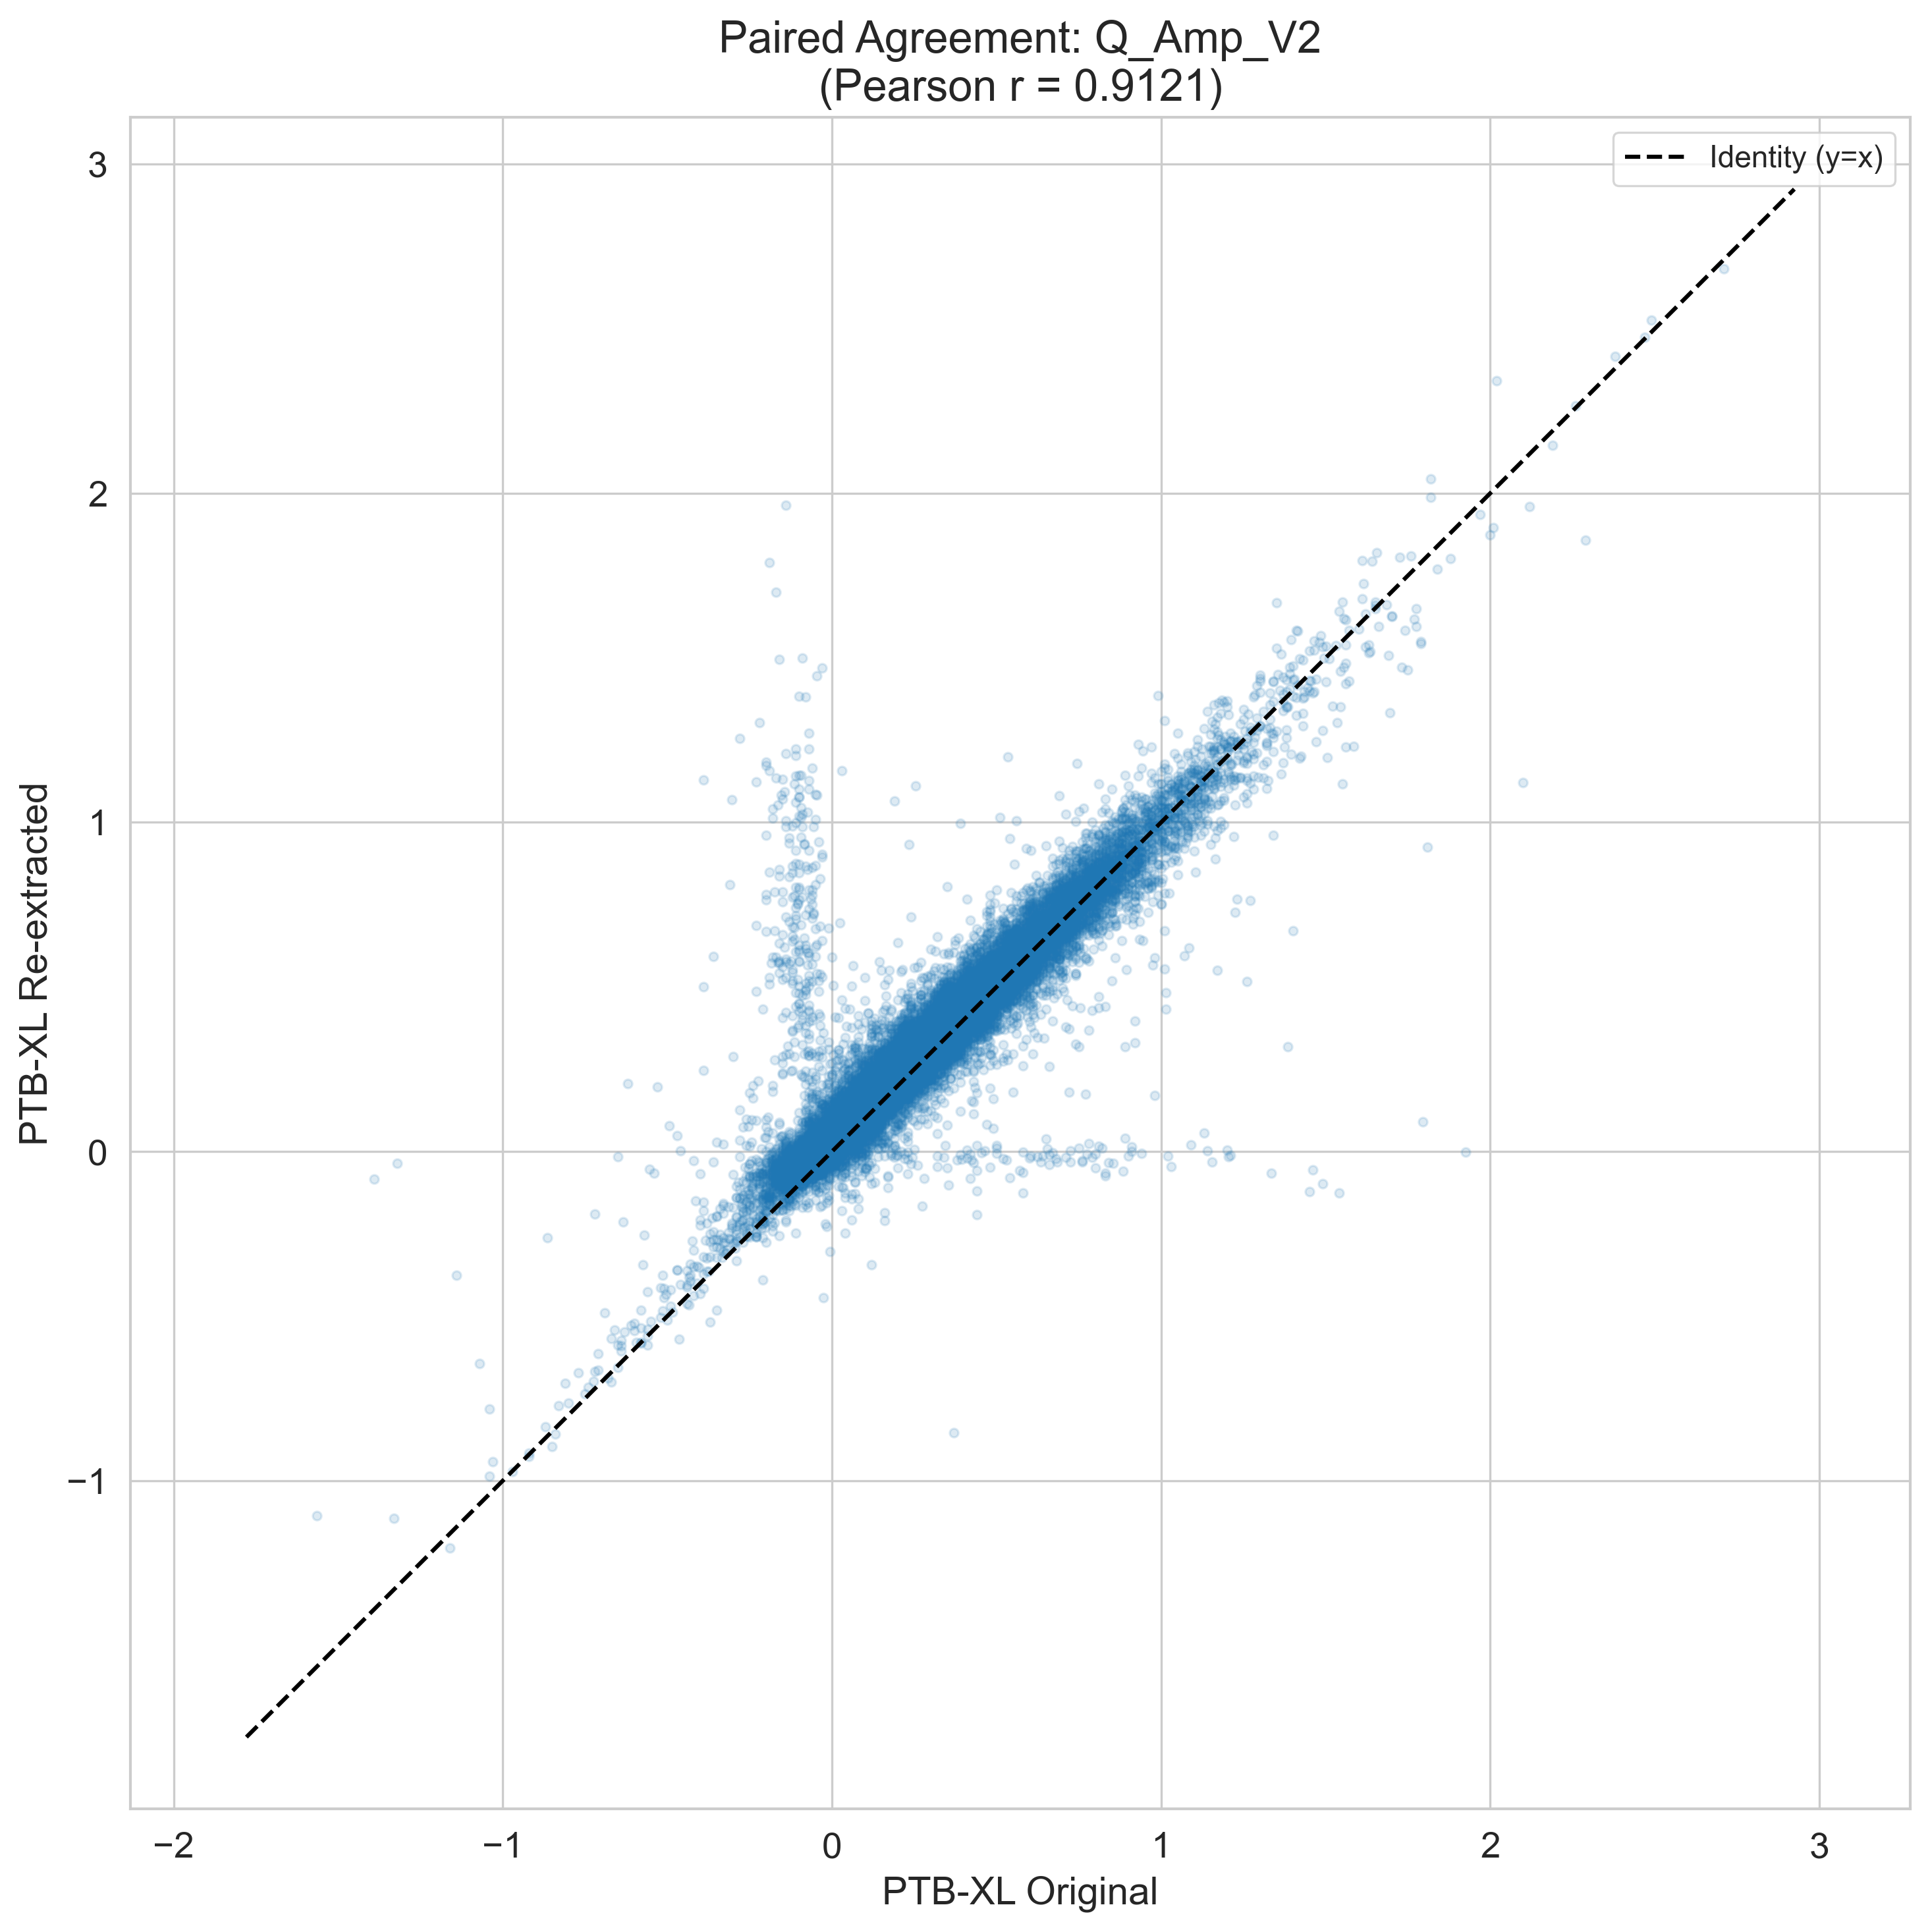 Paired Agreement: Q_Amp_V2
(Pearson r = 0.9121)
Identity (y=x)
3
2
1
0
−1
PTB-XL Re-extracted
−2
−1
0
1
2
3
PTB-XL Original